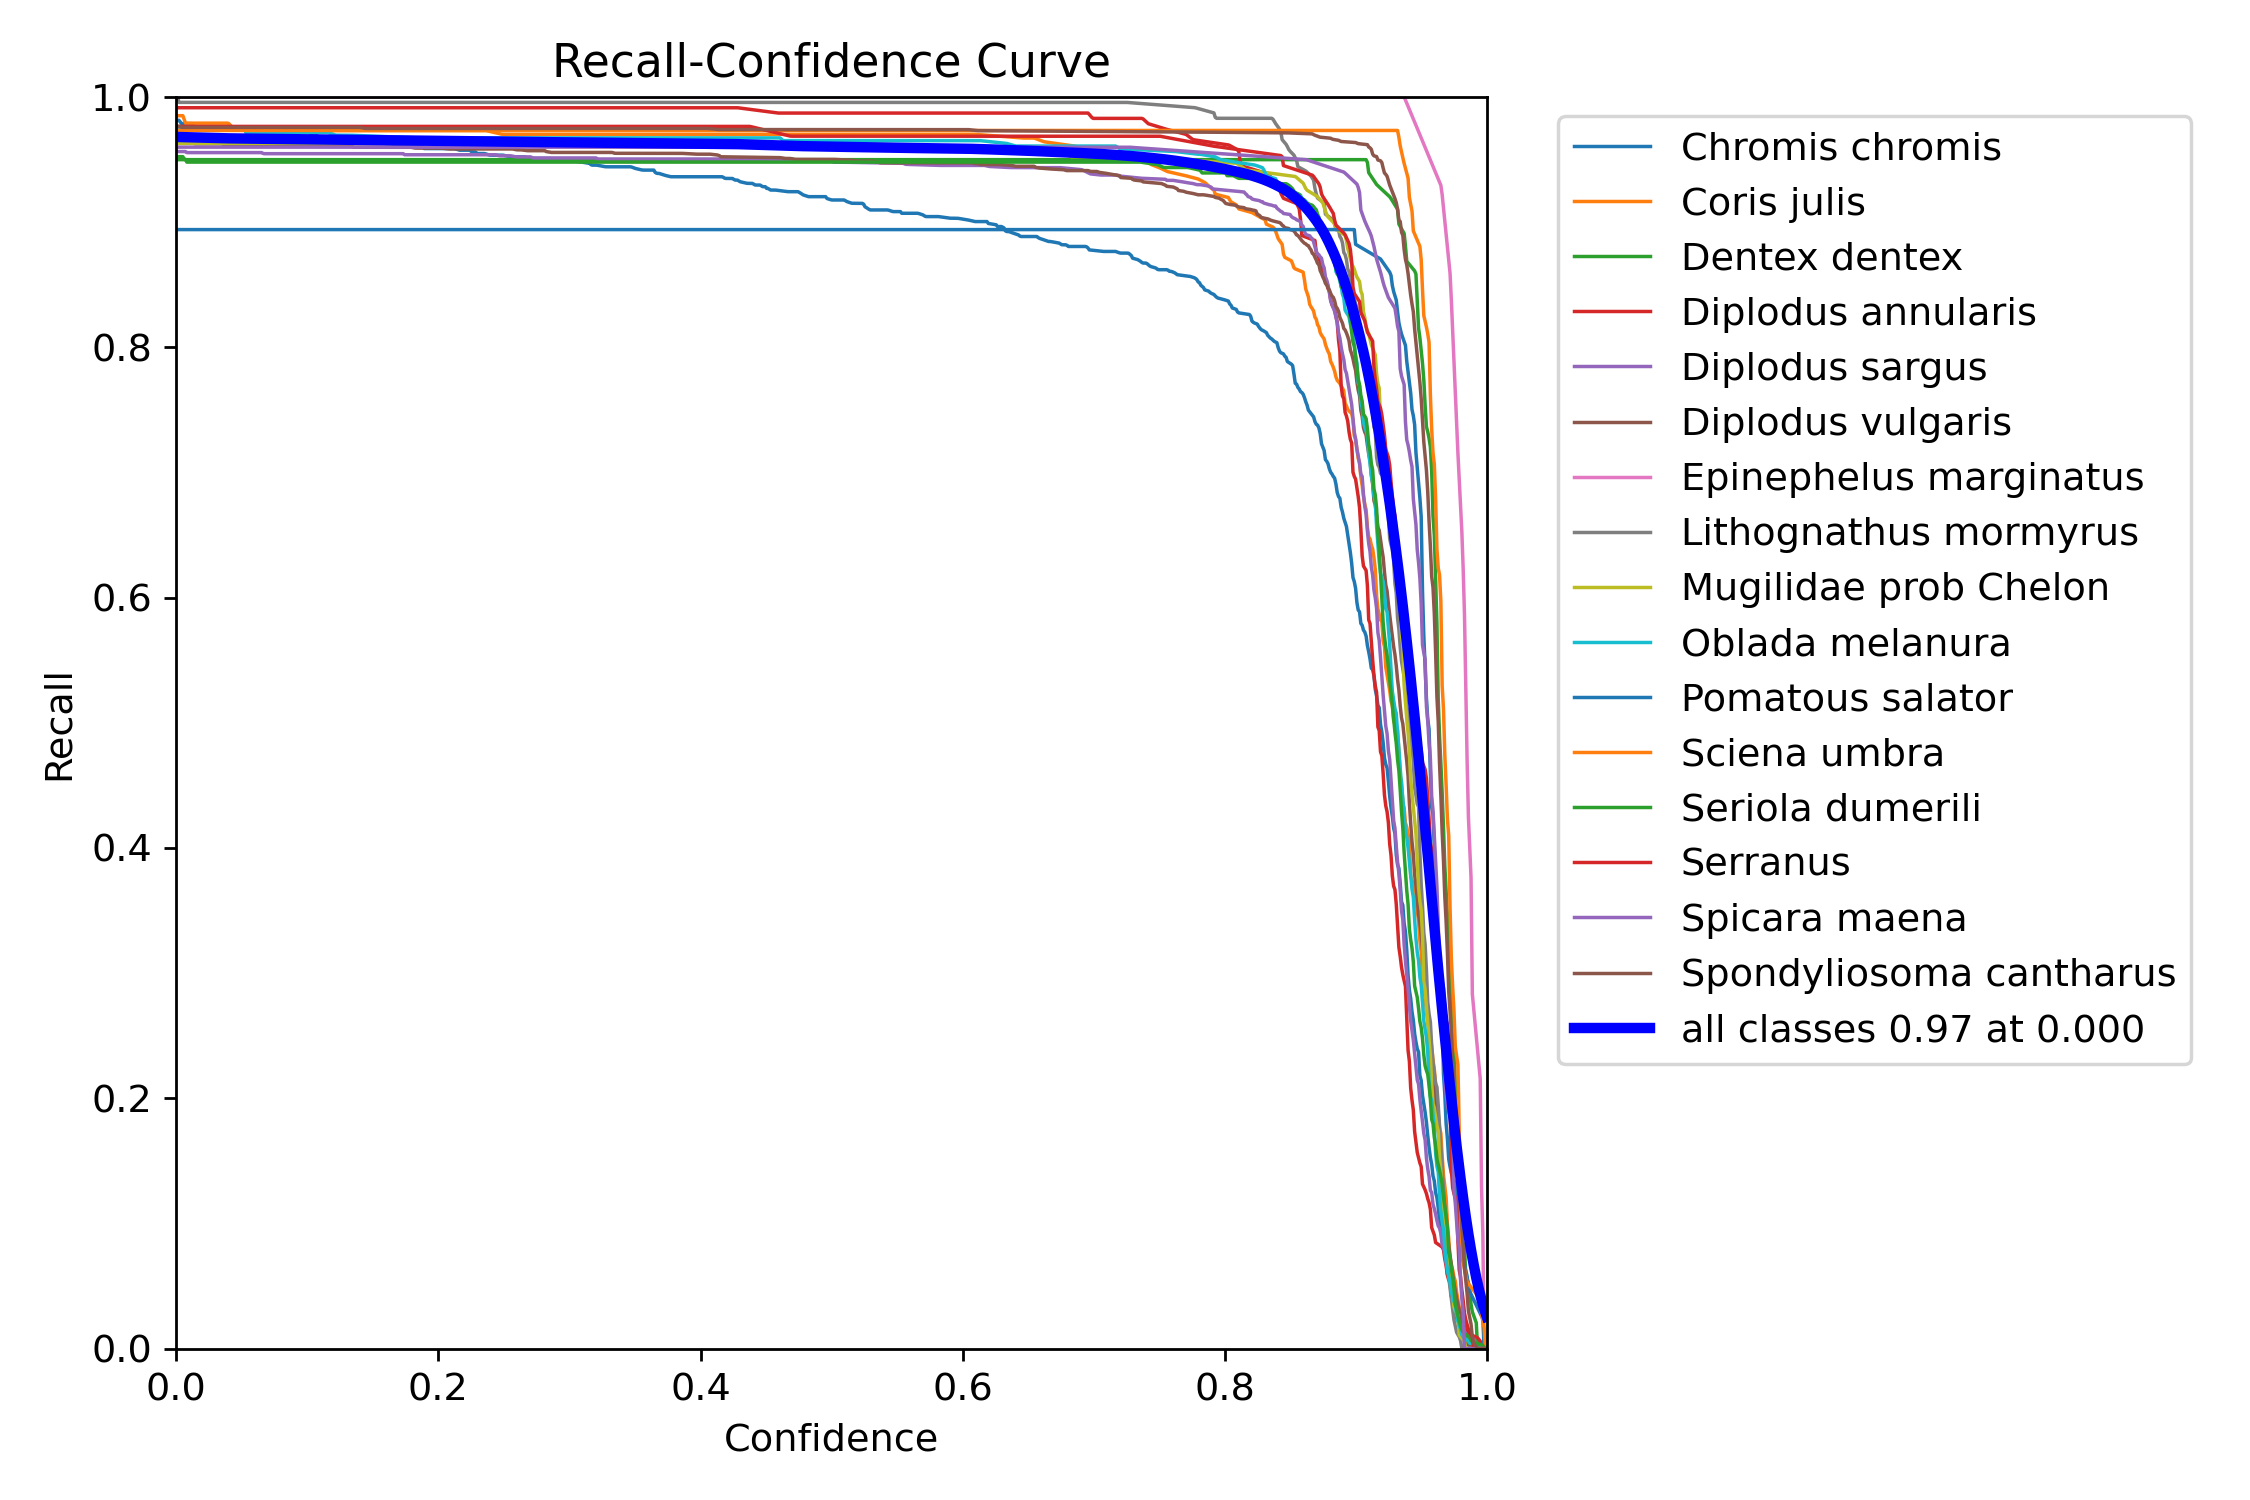 Recall-Confidence Curve
1.0
0.8
0.6
0.4
0.2
0.0
Recall
0.0 0.2 0.4 0.6 0.8 1.0
Confidence
Chromis chromis
Coris julis
Dentex dentex
Diplodus annularis
Diplodus sargus
Diplodus vulgaris
Epinephelus marginatus
Lithognathus mormyrus
Mugilidae prob Chelon
Oblada melanura
Pomatous salator
Sciena umbra
Seriola dumerili
Serranus
Spicara maena
Spondyliosoma cantharus
all classes 0.97 at 0.000